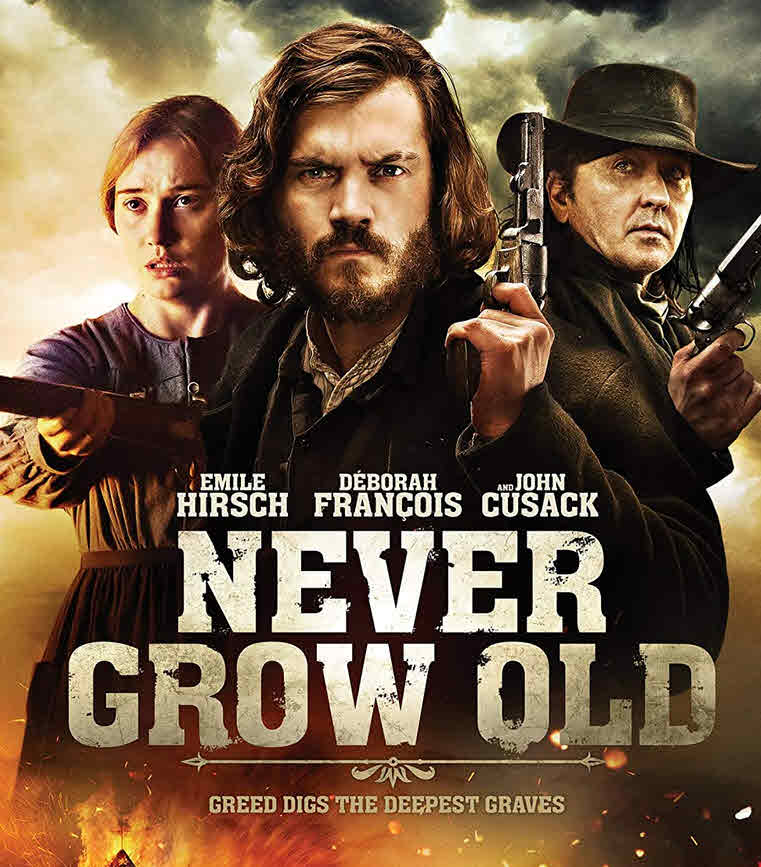 EMILE DÉBORAH AND JOHN
HIRSCH FRANÇOIS CUSACK
NEVER
GROW OLD
GREED DIGS THE DEEPEST GRAVES